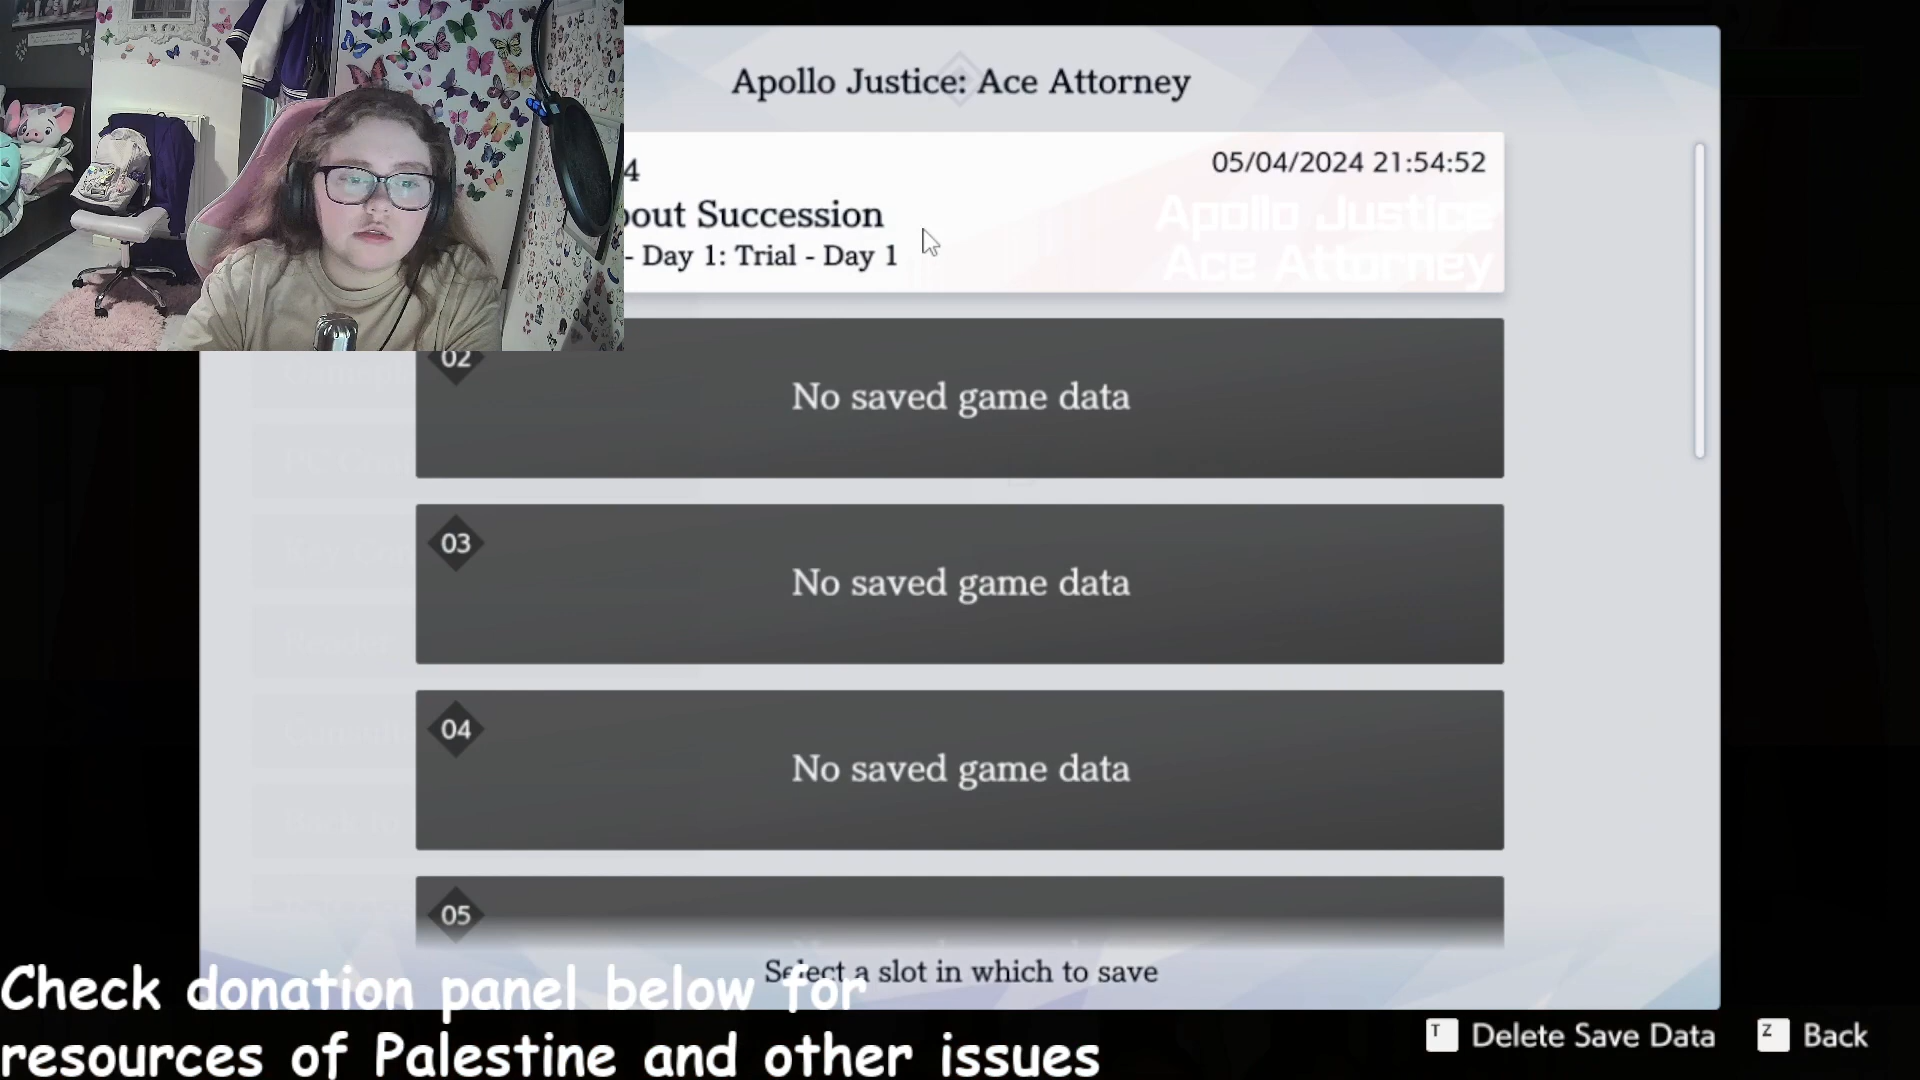 Apollo Justice: Ace Attorney
4
05/04/2024 21:54:52
bout Succession
- Day 1: Trial - Day 1
Apollo Justice
Ace Attorney
02
No saved game data
03
No saved game data
04
No saved game data
05
Select a slot in which to save
Check donation panel below for
resources of Palestine and other issues
T Delete Save Data
Z Back